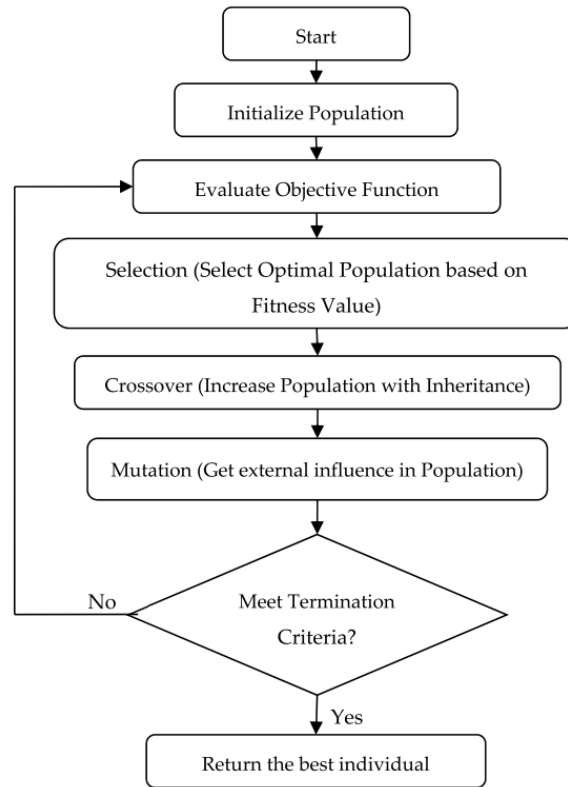 Start
Initialize Population
Evaluate Objective Function
Selection (Select Optimal Population based on
Fitness Value)
Crossover (Increase Population with Inheritance)
Mutation (Get external influence in Population)
No
Meet Termination
Criteria?
Yes
Return the best individual